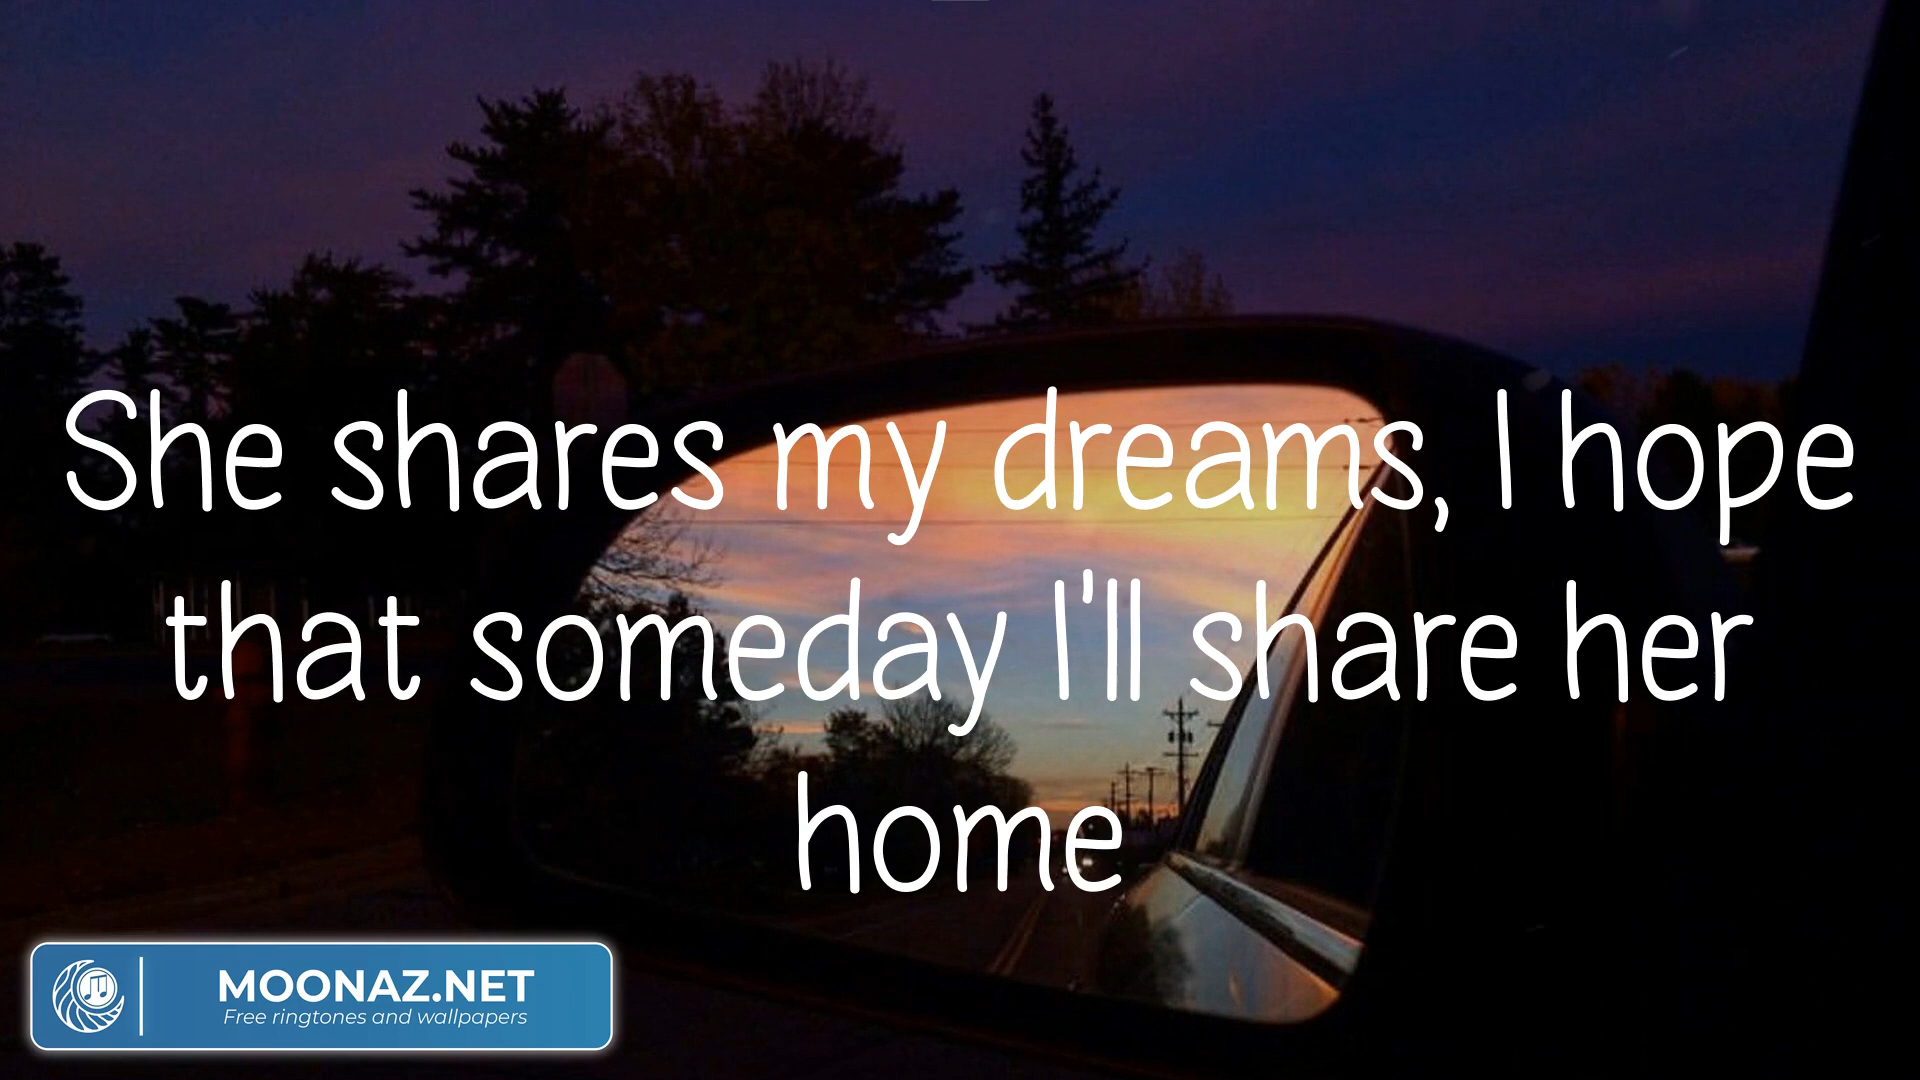 She shares my dreams, I hope
that someday I'll share her
home
MOONAZ.NET
Free ringtones and wallpapers